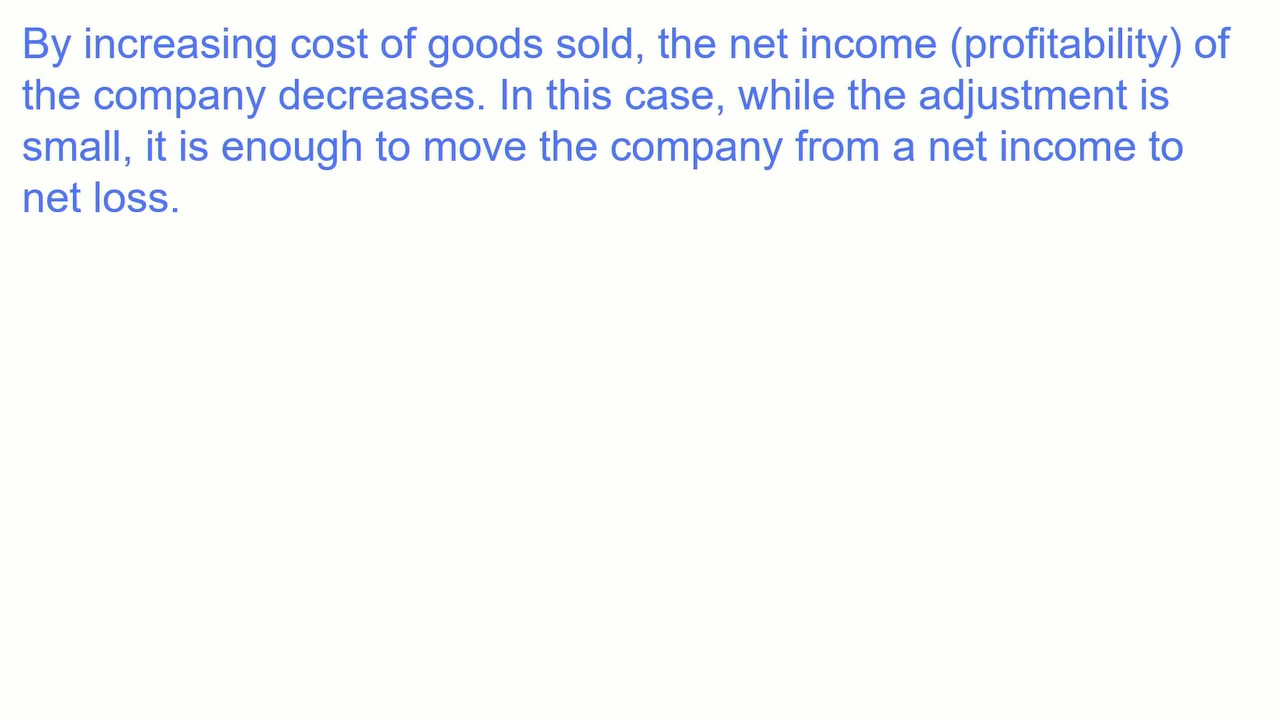 By increasing cost of goods sold, the net income (profitability) of
the company decreases. In this case, while the adjustment is
small, it is enough to move the company from a net income to
net loss.